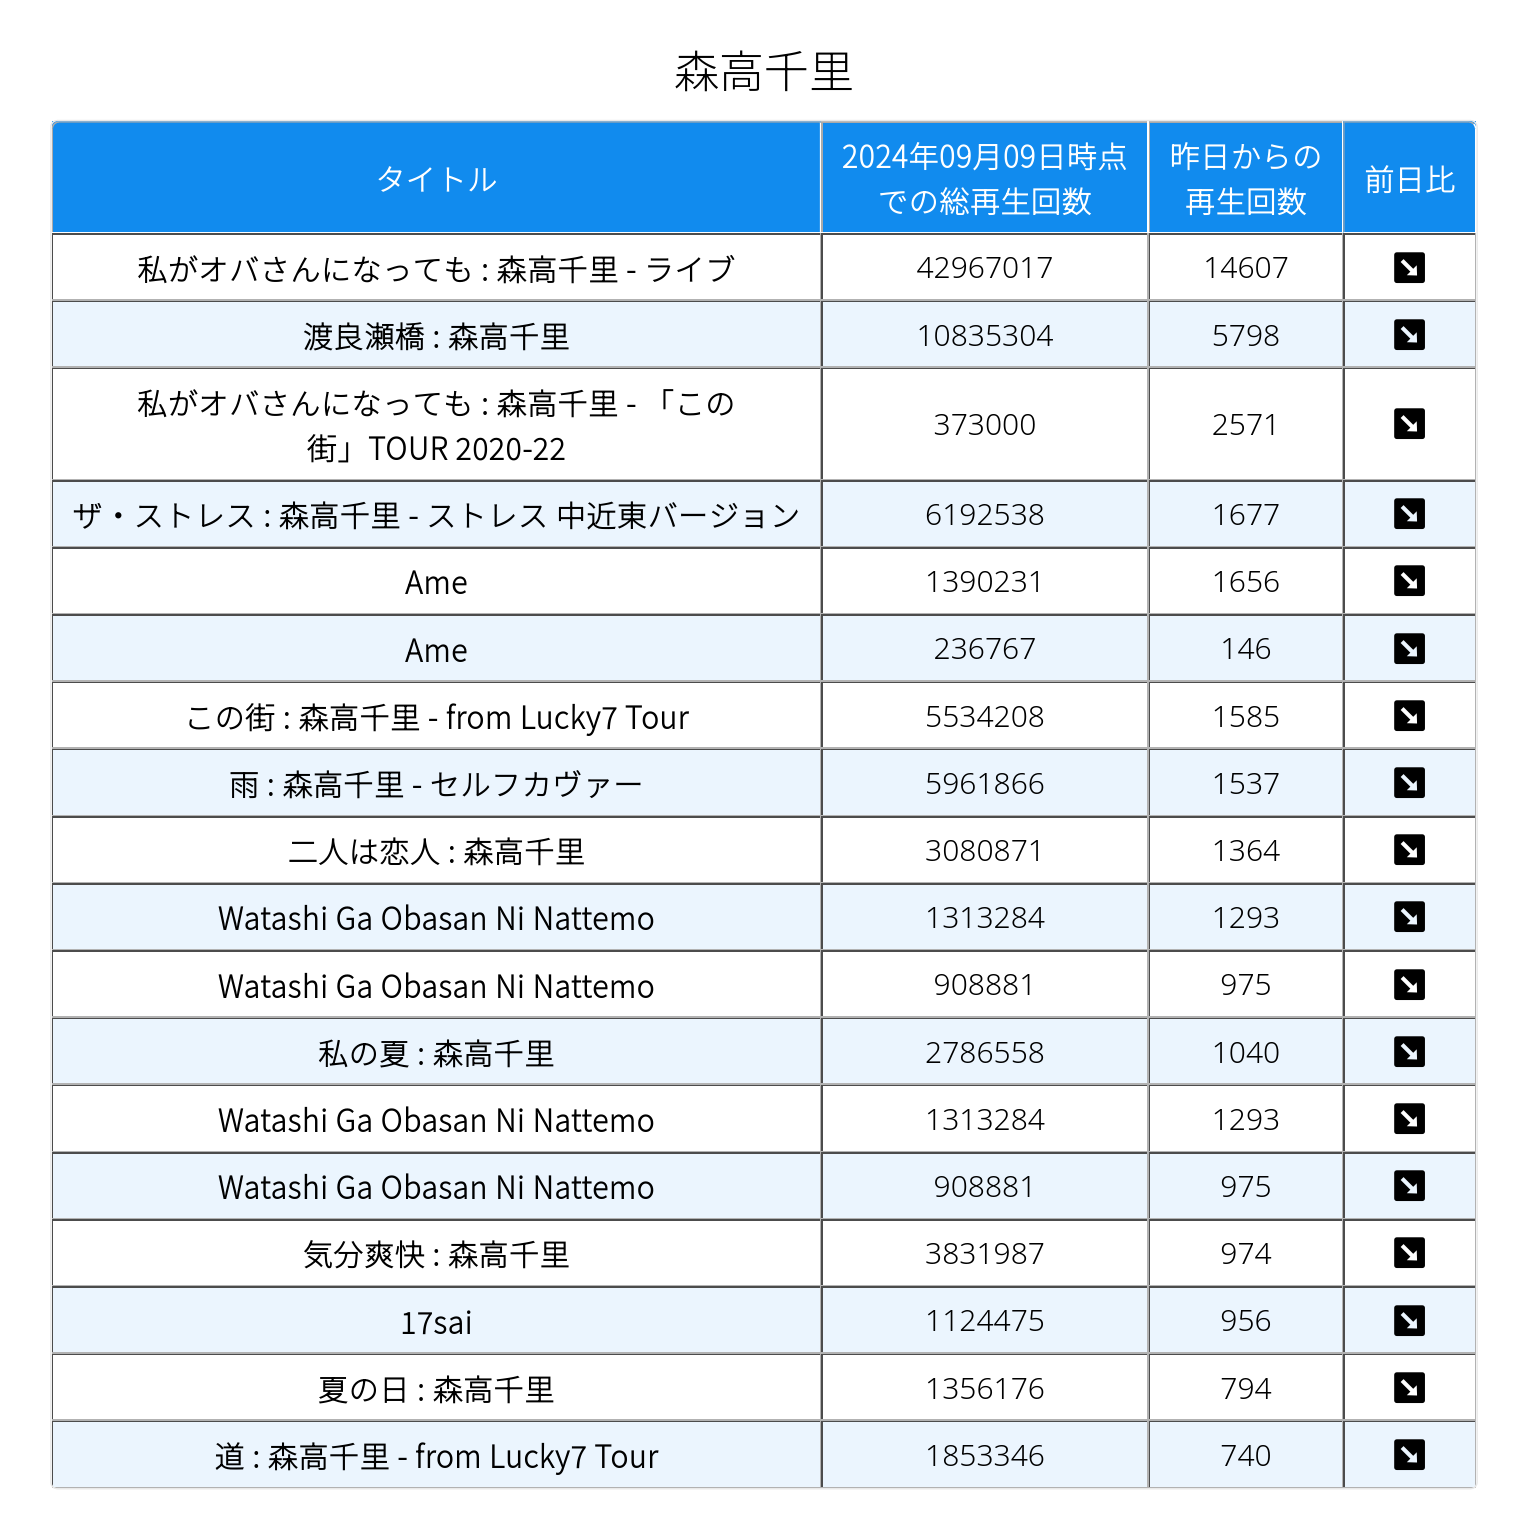 森高千里
タイトル
2024年09月09日時点
での総再生回数
昨日からの
再生回数
前日比
私がオバさんになっても : 森高千里 - ライブ 42967017 14607
渡良瀬橋 : 森高千里 10835304 5798
私がオバさんになっても : 森高千里 - 「この
街」TOUR 2020-22 373000 2571
ザ・ストレス : 森高千里 - ストレス 中近東バージョン 6192538 1677
Ame 1390231 1656
Ame 236767 146
この街 : 森高千里 - from Lucky7 Tour 5534208 1585
雨 : 森高千里 - セルフカヴァー 5961866 1537
二人は恋人 : 森高千里 3080871 1364
Watashi Ga Obasan Ni Nattemo 1313284 1293
Watashi Ga Obasan Ni Nattemo 908881 975
私の夏 : 森高千里 2786558 1040
Watashi Ga Obasan Ni Nattemo 1313284 1293
Watashi Ga Obasan Ni Nattemo 908881 975
気分爽快 : 森高千里 3831987 974
17sai 1124475 956
夏の日 : 森高千里 1356176 794
道 : 森高千里 - from Lucky7 Tour 1853346 740